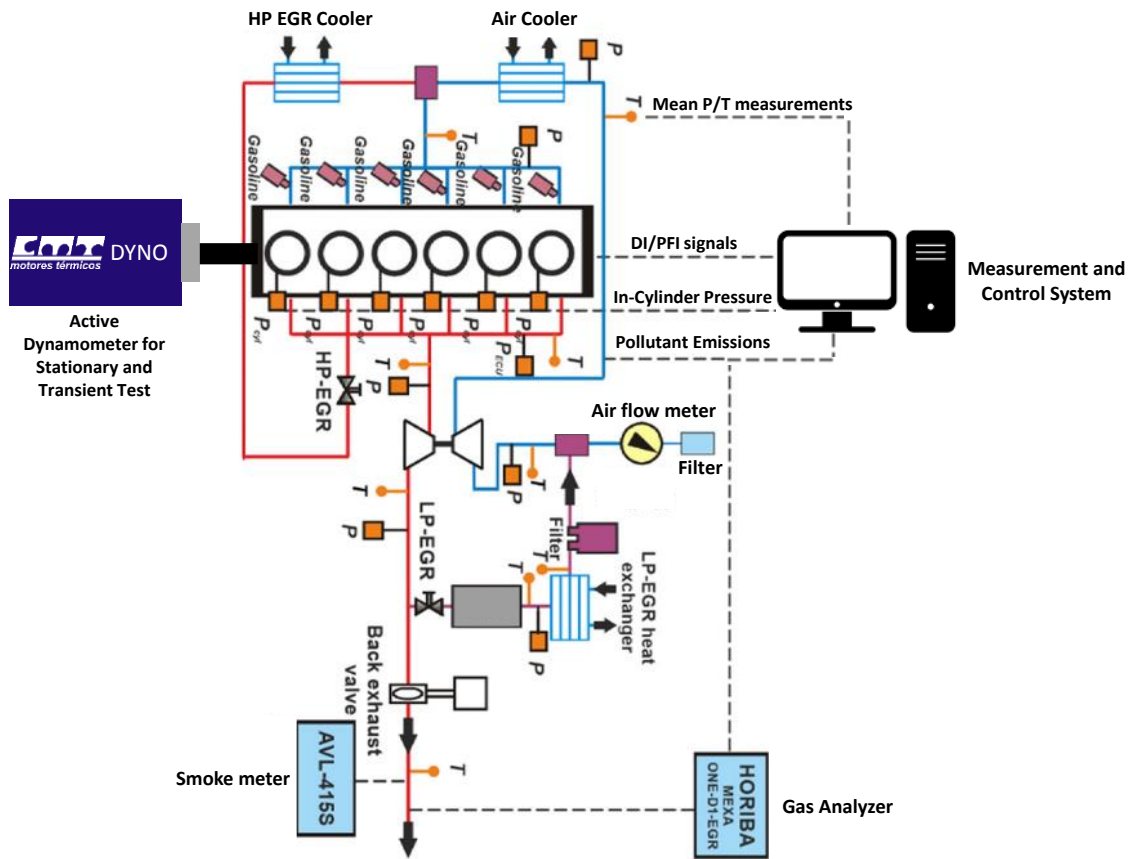 HP EGR Cooler
Air Cooler
P
T
Mean P/T measurements
T
P
Gasoline
Gasoline
Gasoline
Gasoline
Gasoline
Gasoline
cmt DYNO
motores térmicos
DI/PFI signals
Measurement and
Control System
In-Cylinder Pressure
Active
Dynamometer for
Stationary and
Transient Test
Pcyl
Pcyl
Pcyl
Pcyl
Pcyl
Pcyl
PECU
T
Pollutant Emissions
HP-EGR
T
P
Air flow meter
Filter
T
P
P
T
LP-EGR
Filter
T
T
P
LP-EGR heat
exchanger
Back exhaust
valve
T
Smoke meter
AVL-415S
HORIBA
MEXA
ONE-D1-EGR
Gas Analyzer